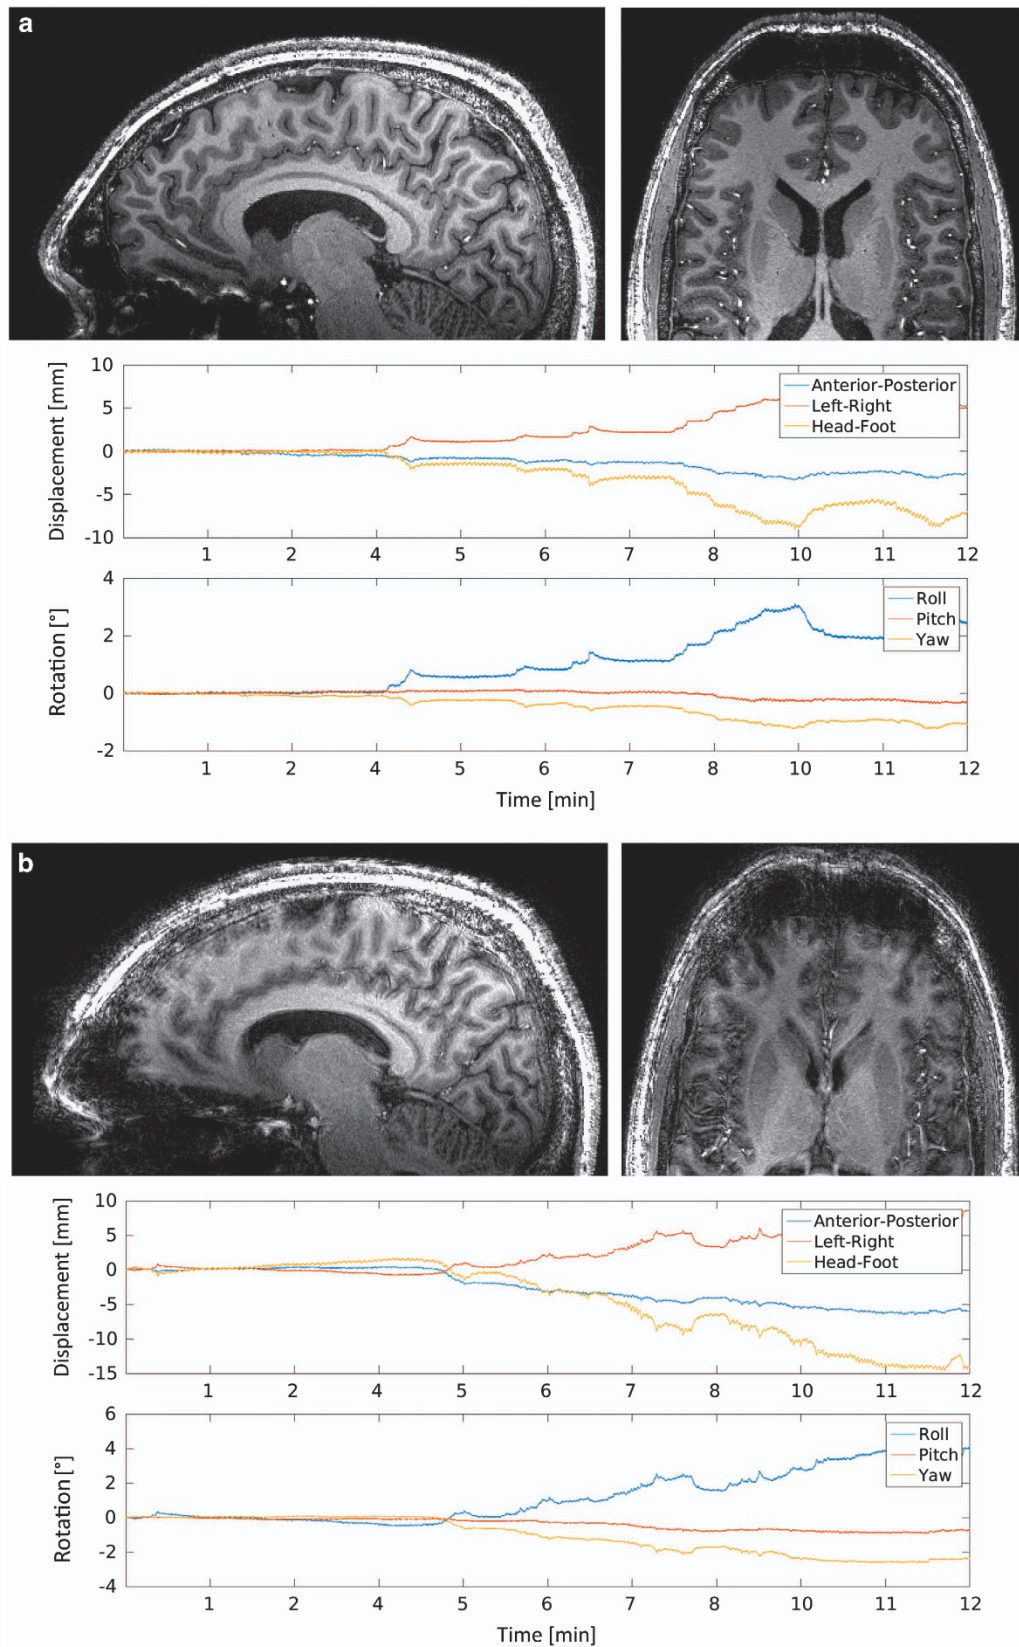 a
10
5
0
-5
-10
Displacement [mm]
Anterior-Posterior
Left-Right
Head-Foot
1 2 4 5 6 7 8 10 11 12
4
2
0
-2
Rotation [°]
Roll
Pitch
Yaw
1 2 4 5 6 7 8 10 11 12
Time [min]
b
10
5
0
-5
-10
-15
Displacement [mm]
Anterior-Posterior
Left-Right
Head-Foot
1 2 4 5 6 7 8 10 11 12
6
4
2
0
-2
-4
Rotation [°]
Roll
Pitch
Yaw
1 2 4 5 6 7 8 10 11 12
Time [min]